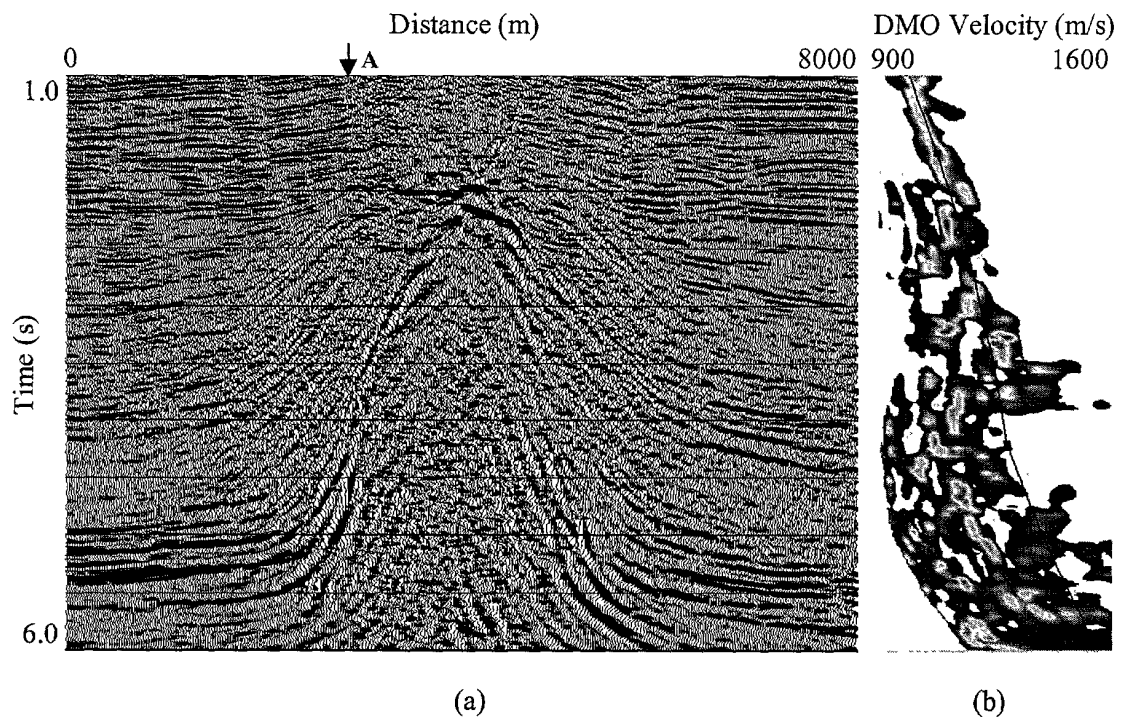 Distance (m)
DMO Velocity (m/s)
0
A
8000
900
1600
1.0
Time (s)
6.0
(a)
(b)